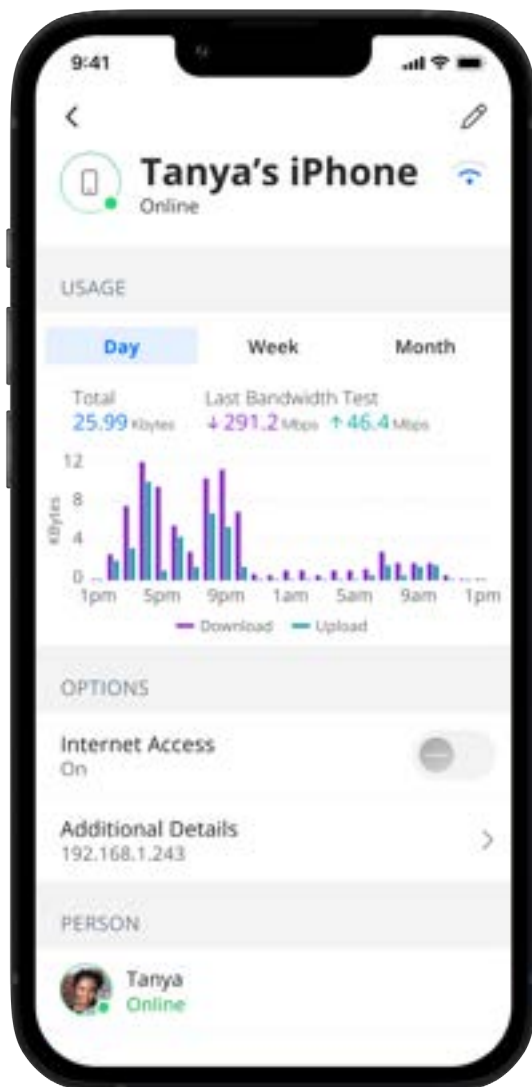 9:41
Tanya's iPhone
Online
USAGE
Day Week Month
Total Last Bandwidth Test
25.99 Kbytes ↓291.2 Mbps ↑46.4 Mbps
12
8
4
0
KBytes
1pm 5pm 9pm 1am 5am 9am 1pm
Download Upload
OPTIONS
Internet Access
On
Additional Details
192.168.1.243
PERSON
Tanya
Online